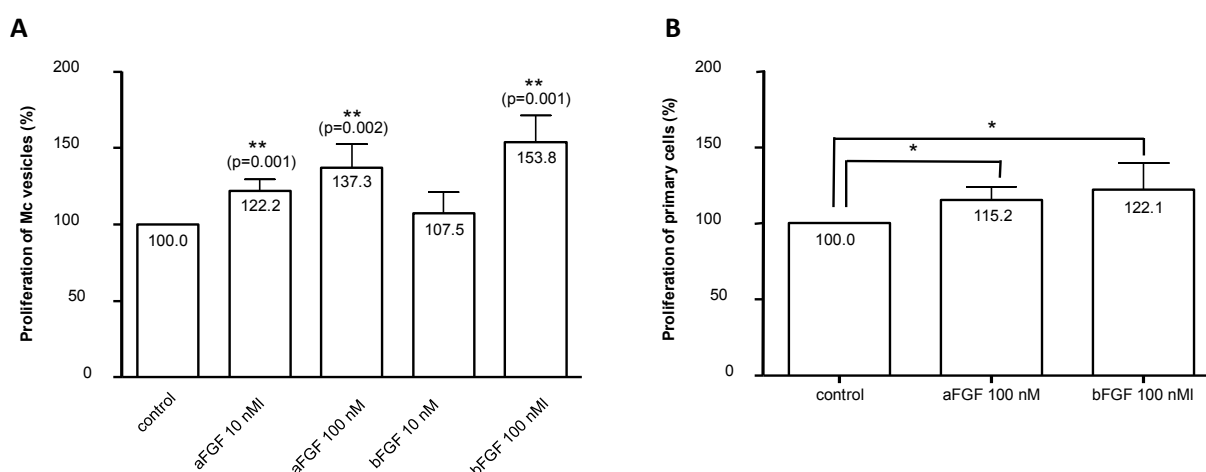 A
Proliferation of Mc vesicles (%)
200
150
100
50
0
100.0
**
(p=0.001)
122.2
**
(p=0.002)
137.3
107.5
**
(p=0.001)
153.8
control
aFGF 10 nMl
aFGF 100 nM
bFGF 10 nM
bFGF 100 nMl
B
Proliferation of primary cells (%)
200
150
100
50
0
*
*
100.0
115.2
122.1
control
aFGF 100 nM
bFGF 100 nMl